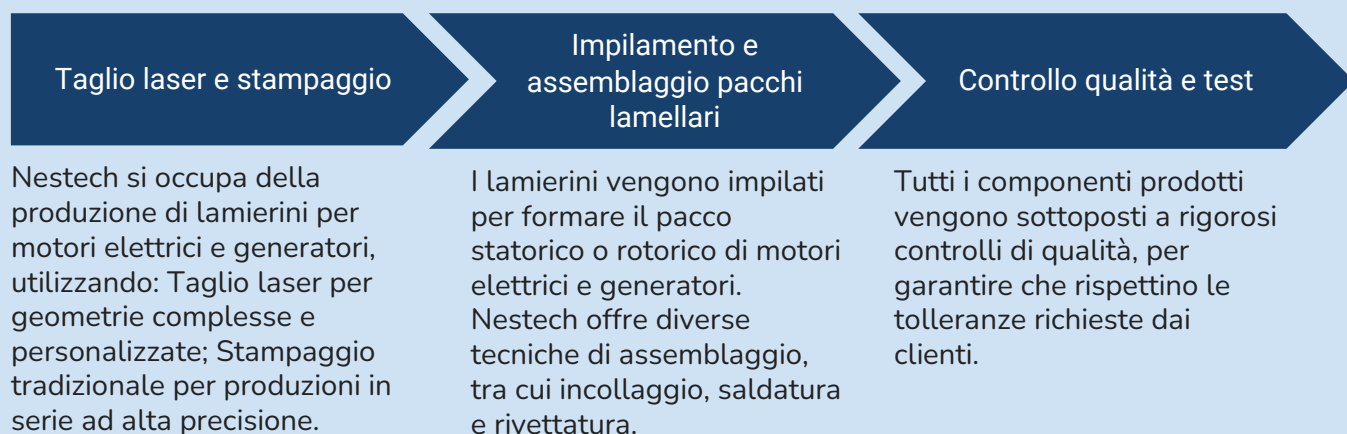 Taglio laser e stampaggio
Impilamento e
assemblaggio pacchi
lamellari
Controllo qualità e test
Nestech si occupa della
produzione di lamierini per
motori elettrici e generatori,
utilizzando: Taglio laser per
geometrie complesse e
personalizzate; Stampaggio
tradizionale per produzioni in
serie ad alta precisione.
I lamierini vengono impilati
per formare il pacco
statorico o rotorico di motori
elettrici e generatori.
Nestech offre diverse
tecniche di assemblaggio,
tra cui incollaggio, saldatura
e rivettatura.
Tutti i componenti prodotti
vengono sottoposti a rigorosi
controlli di qualità, per
garantire che rispettino le
tolleranze richieste dai
clienti.